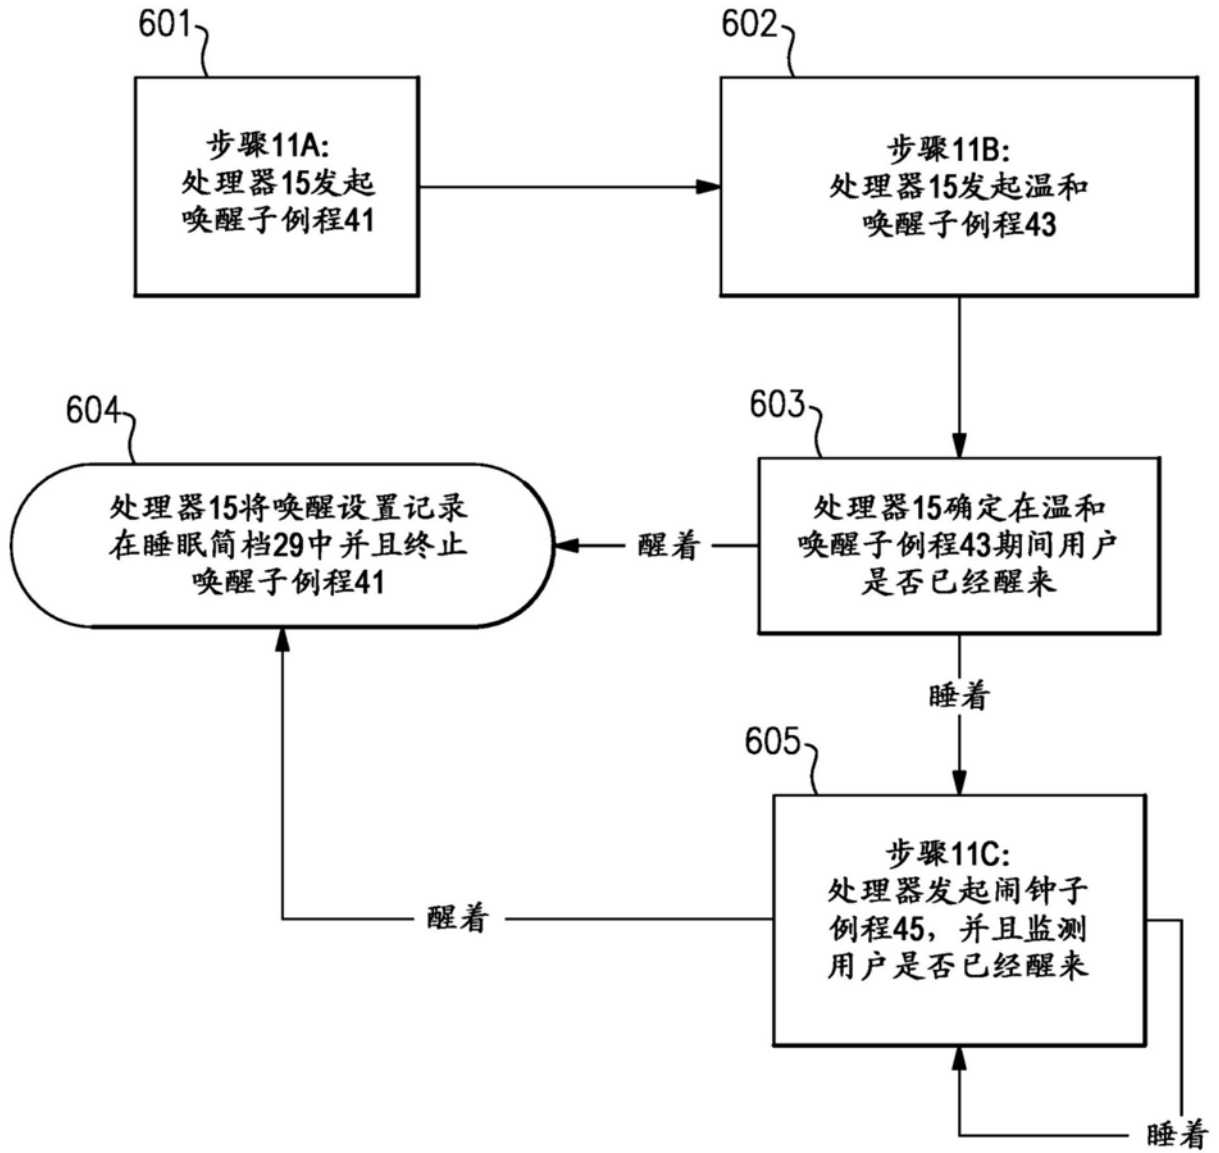 601
步骤11A:
处理器15发起
唤醒子例程41
602
步骤11B:
处理器15发起温和
唤醒子例程43
603
处理器15确定在温和
唤醒子例程43期间用户
是否已经醒来
醒着
604
处理器15将唤醒设置记录
在睡眠简档29中并且终止
唤醒子例程41
睡着
605
步骤11C:
处理器发起闹钟子
例程45，并且监测
用户是否已经醒来
醒着
睡着